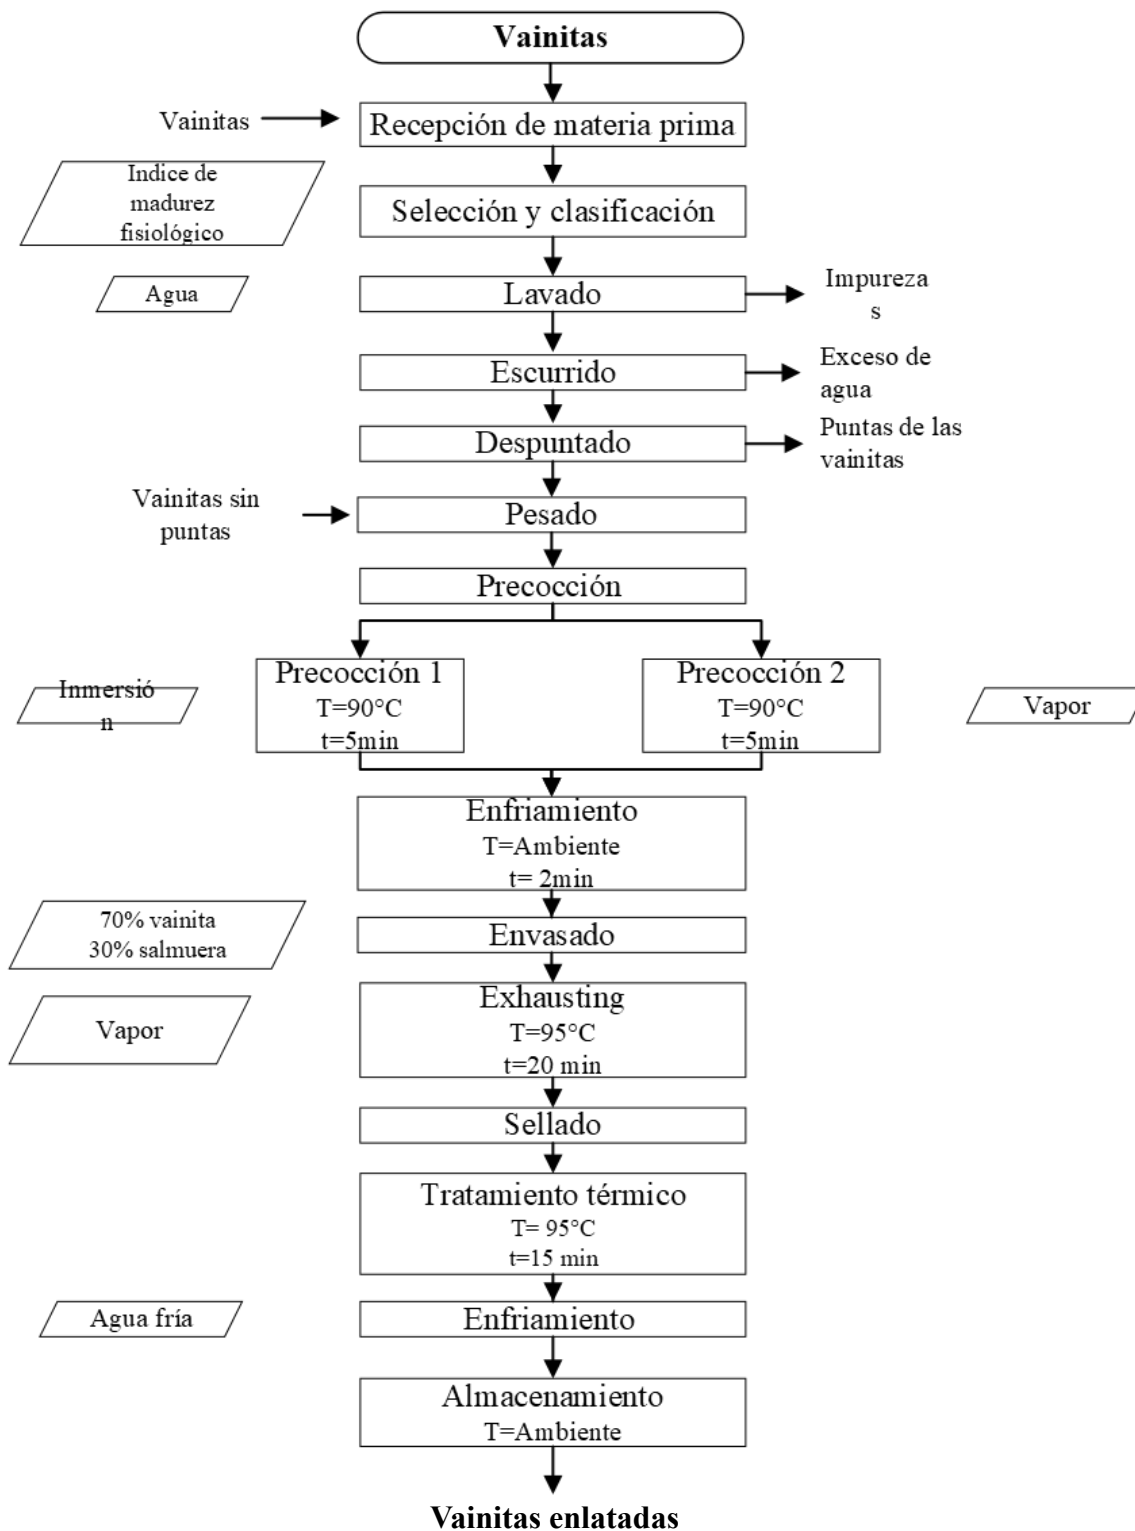 Vainitas
Vainitas
Recepción de materia prima
Indice de
madurez
fisiológico
Selección y clasificación
Agua
Lavado
Impureza
s
Escurrido
Exceso de
agua
Despuntado
Puntas de las
vainitas
Vainitas sin
puntas
Pesado
Precocción
Inmersió
n
Precocción 1
T=90°C
t=5min
Precocción 2
T=90°C
t=5min
Vapor
Enfriamiento
T=Ambiente
t= 2min
70% vainita
30% salmuera
Envasado
Vapor
Exhausting
T=95°C
t=20 min
Sellado
Tratamiento térmico
T= 95°C
t=15 min
Agua fría
Enfriamiento
Almacenamiento
T=Ambiente
Vainitas enlatadas